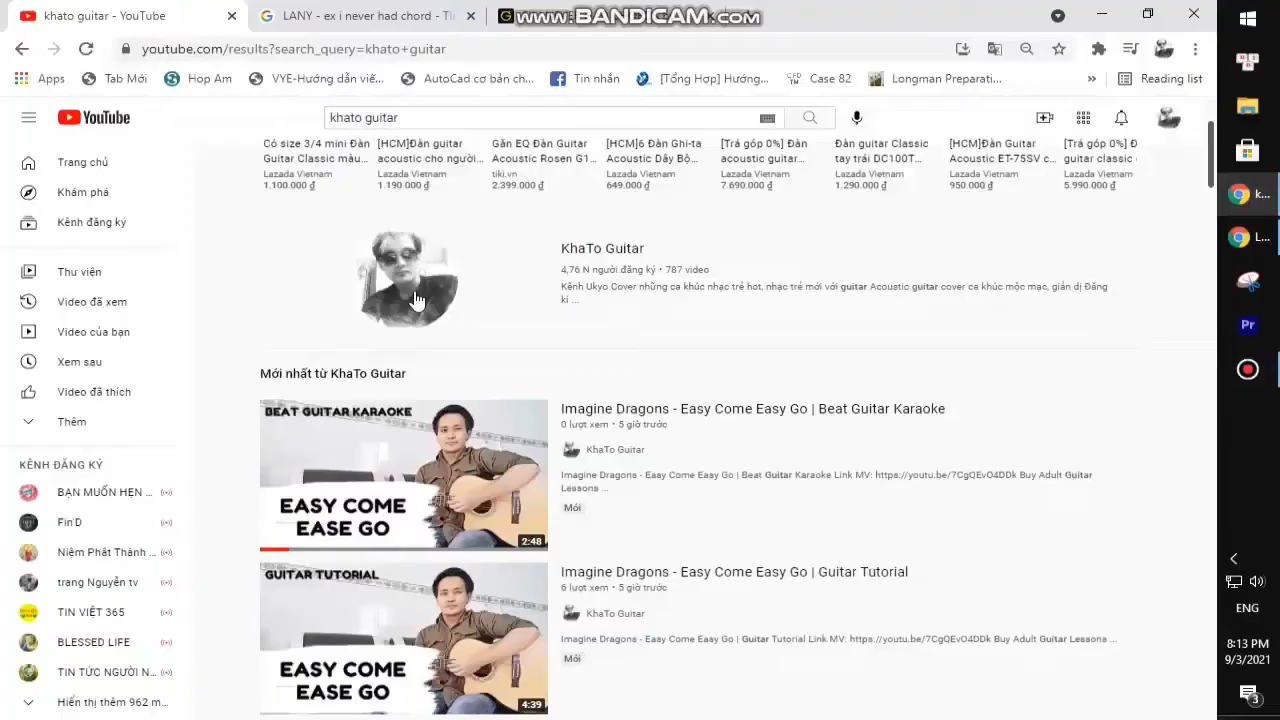 khato guitar - YouTube
LANY - ex i never had chord - Ti
www.BANDICAM.com
youtube.com/results?search_query=khato+guitar
Apps
Tab Mới
Hop Am
VYE-Hướng dẫn viê...
AutoCad cơ bản ch...
Tin nhắn
[Tổng Hợp] Hướng...
Case 82
Longman Preparati...
»
Reading list
YouTube
khato guitar
Có size 3/4 mini Đàn
Guitar Classic màu...
Lazada Vietnam
1.100.000 ₫
[HCM]Đàn guitar
acoustic cho người...
Lazada Vietnam
1.190.000 ₫
Gắn EQ Đàn Guitar
Acoustic Rosen G1...
tiki.vn
2.399.000 ₫
[HCM]6 Đàn Ghi-ta
Acoustic Dây Bộ...
Lazada Vietnam
649.000 ₫
[Trả góp 0%] Đàn
acoustic guitar...
Lazada Vietnam
7.690.000 ₫
Đàn guitar Classic
tay trái DC100T...
Lazada Vietnam
1.290.000 ₫
[HCM]Đàn Guitar
Acoustic ET-75SV c...
Lazada Vietnam
950.000 ₫
[Trả góp 0%] Đ
guitar classic
Lazada Vietnam
5.990.000 ₫
Trang chủ
Khám phá
Kênh đăng ký
Thư viện
Video đã xem
Video của bạn
Xem sau
Video đã thích
Thêm
KÊNH ĐĂNG KÝ
BẠN MUỐN HẸN ...
Fin'D
Niệm Phật Thành ...
trang Nguyễn tv
TIN VIỆT 365
BLESSED LIFE
TIN TỨC NGƯỜI N...
Hiển thị thêm 962 m...
KhaTo Guitar
4,76 N người đăng ký • 787 video
Kênh Ukyo Cover những ca khúc nhạc trẻ hot, nhạc trẻ mới với guitar Acoustic guitar cover ca khúc mộc mạc, giản dị Đăng
kí ...
Mới nhất từ KhaTo Guitar
BEAT GUITAR KARAOKE
EASY COME
EASE GO
2:48
Imagine Dragons - Easy Come Easy Go | Beat Guitar Karaoke
0 lượt xem • 5 giờ trước
KhaTo Guitar
Imagine Dragons - Easy Come Easy Go | Beat Guitar Karaoke Link MV: https://youtu.be/7CgQEvO4DDk Buy Adult Guitar
Lessons ...
Mới
GUITAR TUTORIAL
EASY COME
EASE GO
4:39
Imagine Dragons - Easy Come Easy Go | Guitar Tutorial
6 lượt xem • 5 giờ trước
KhaTo Guitar
Imagine Dragons - Easy Come Easy Go | Guitar Tutorial Link MV: https://youtu.be/7CgQEvO4DDk Buy Adult Guitar Lessons ...
Mới
k...
L...
Pr
ENG
8:13 PM
9/3/2021
3